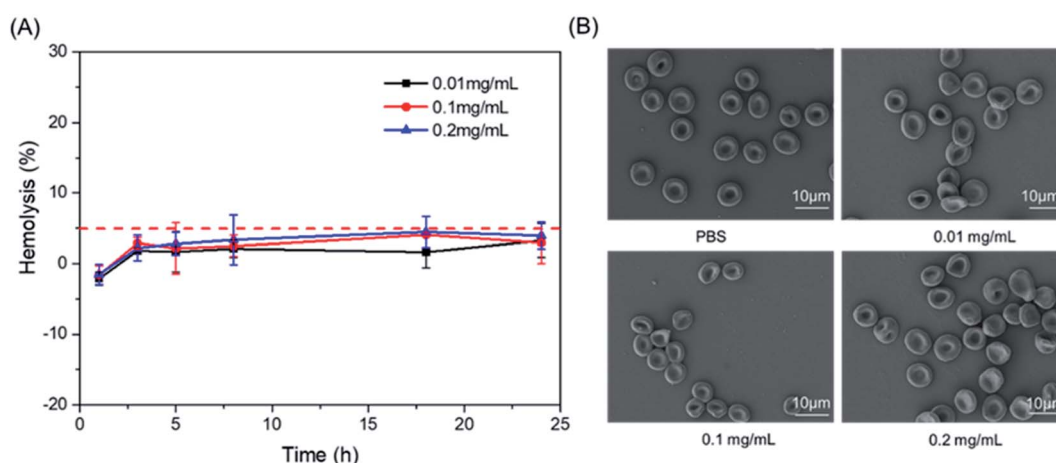 (A)
30
20
10
0
-10
-20
Hemolysis (%)
0.01mg/mL
0.1mg/mL
0.2mg/mL
0 5 10 15 20 25
Time (h)
(B)
10μm
10μm
PBS
0.01 mg/mL
10μm
10μm
0.1 mg/mL
0.2 mg/mL